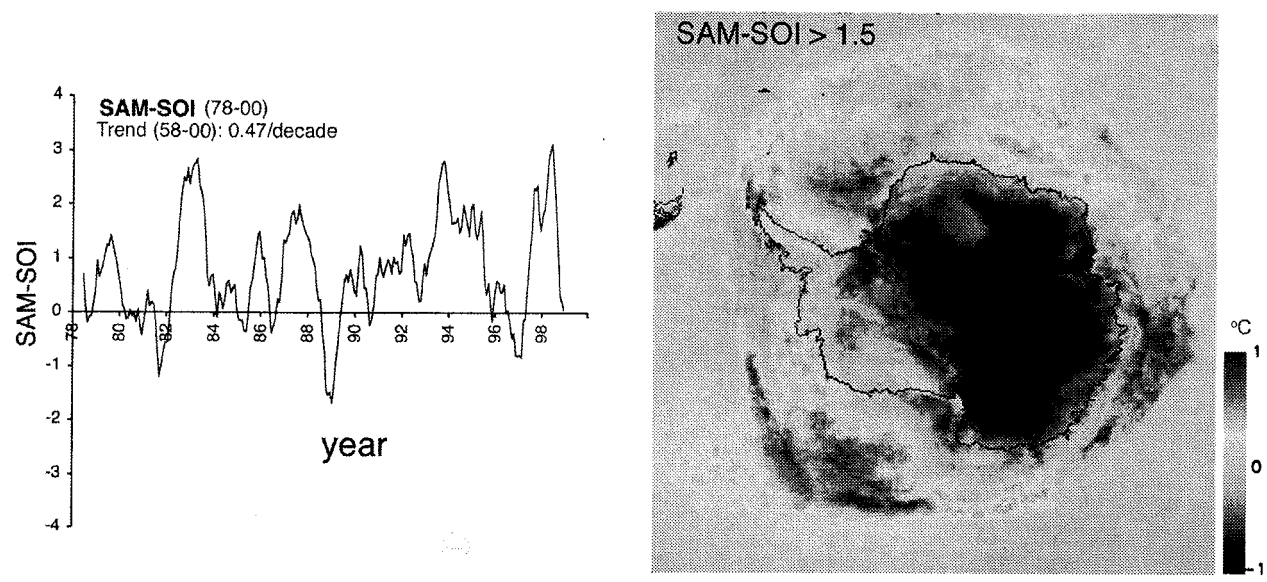 SAM-SOI (78-00)
Trend (58-00): 0.47/decade
4
3
2
1
0
-1
-2
-3
-4
SAM-SOI
78 80 82 84 86 88 90 92 94 96 98
year
SAM-SOI > 1.5
°C
1
0
-1